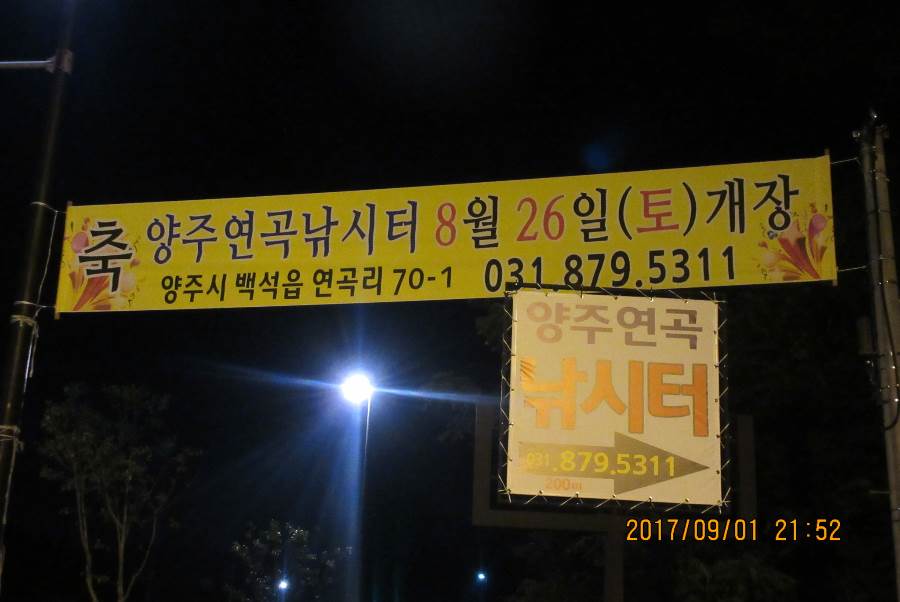 축 양주연곡낚시터 8월 26일(토)개장
양주시 백석읍 연곡리 70-1 031.879.5311
양주연곡
낚시터
031.879.5311
200m
2017/09/01 21:52